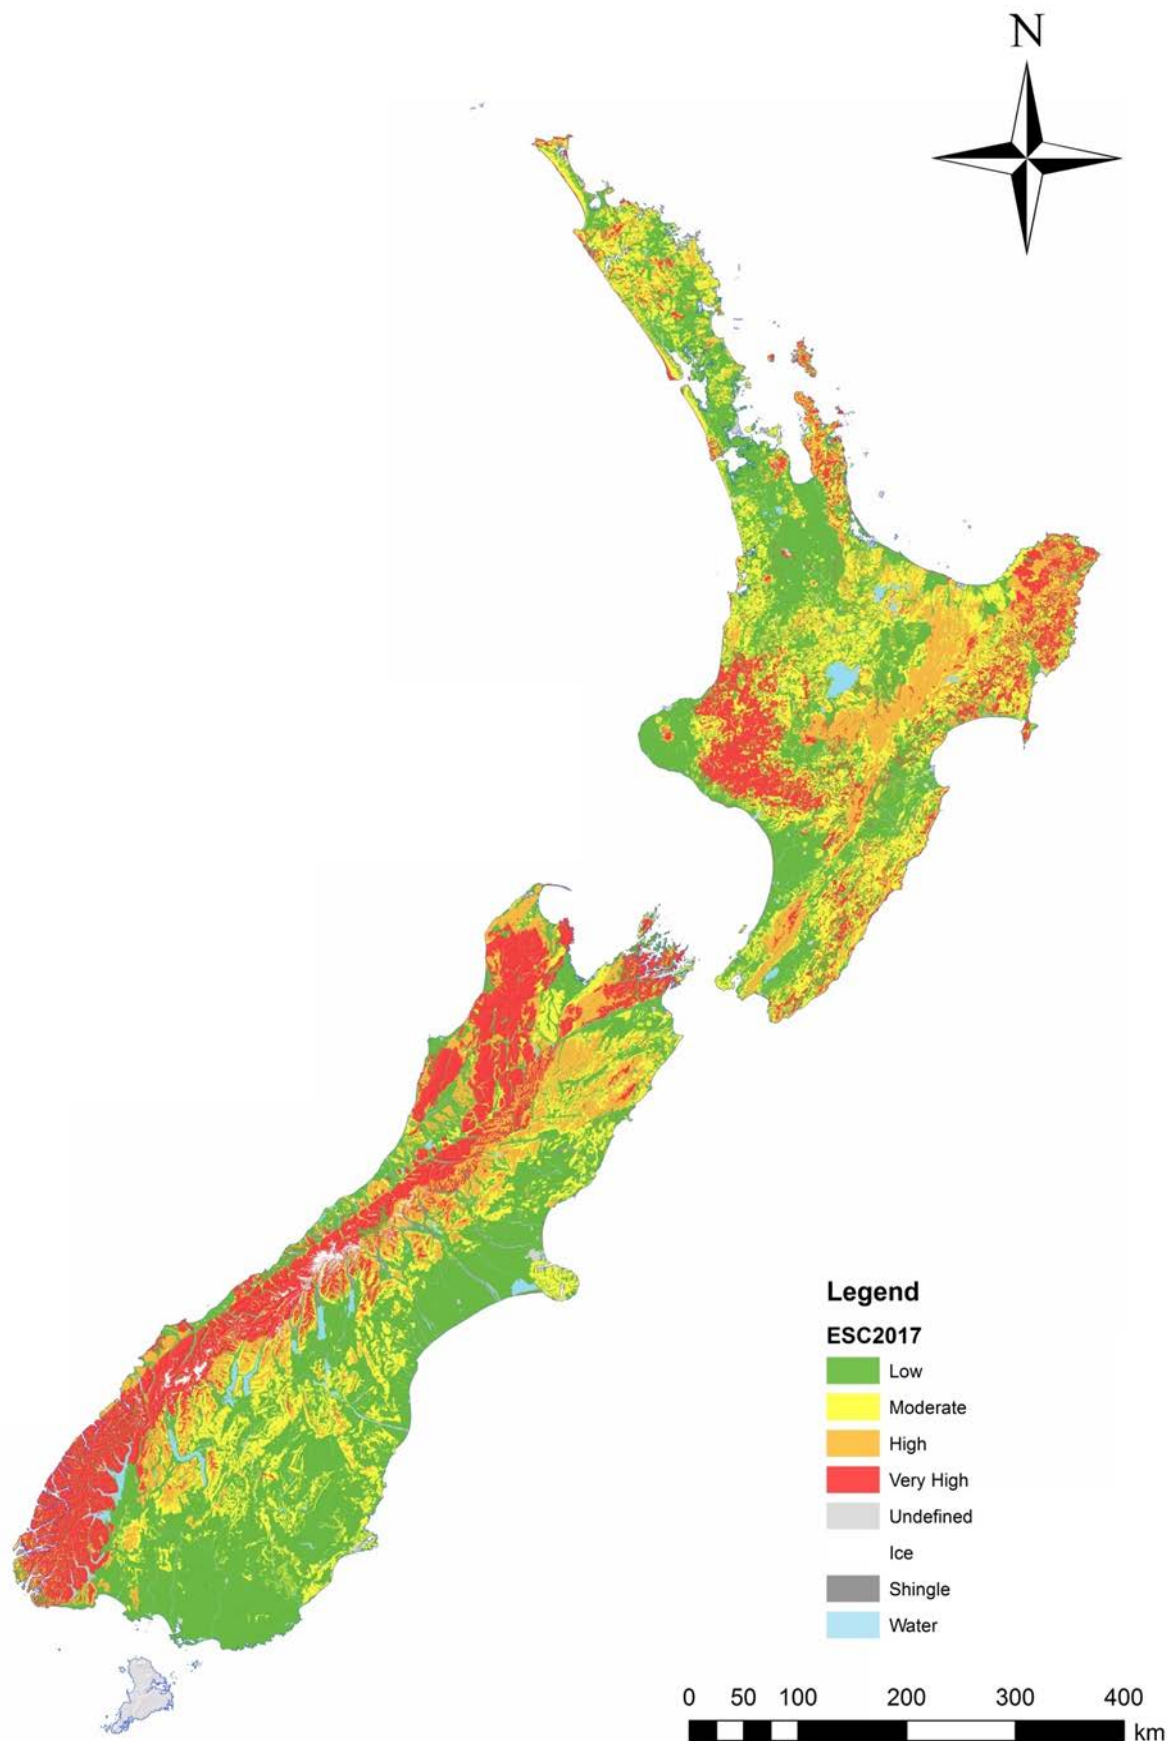 N
Legend
ESC2017
Low
Moderate
High
Very High
Undefined
Ice
Shingle
Water
0 50 100 200 300 400
km